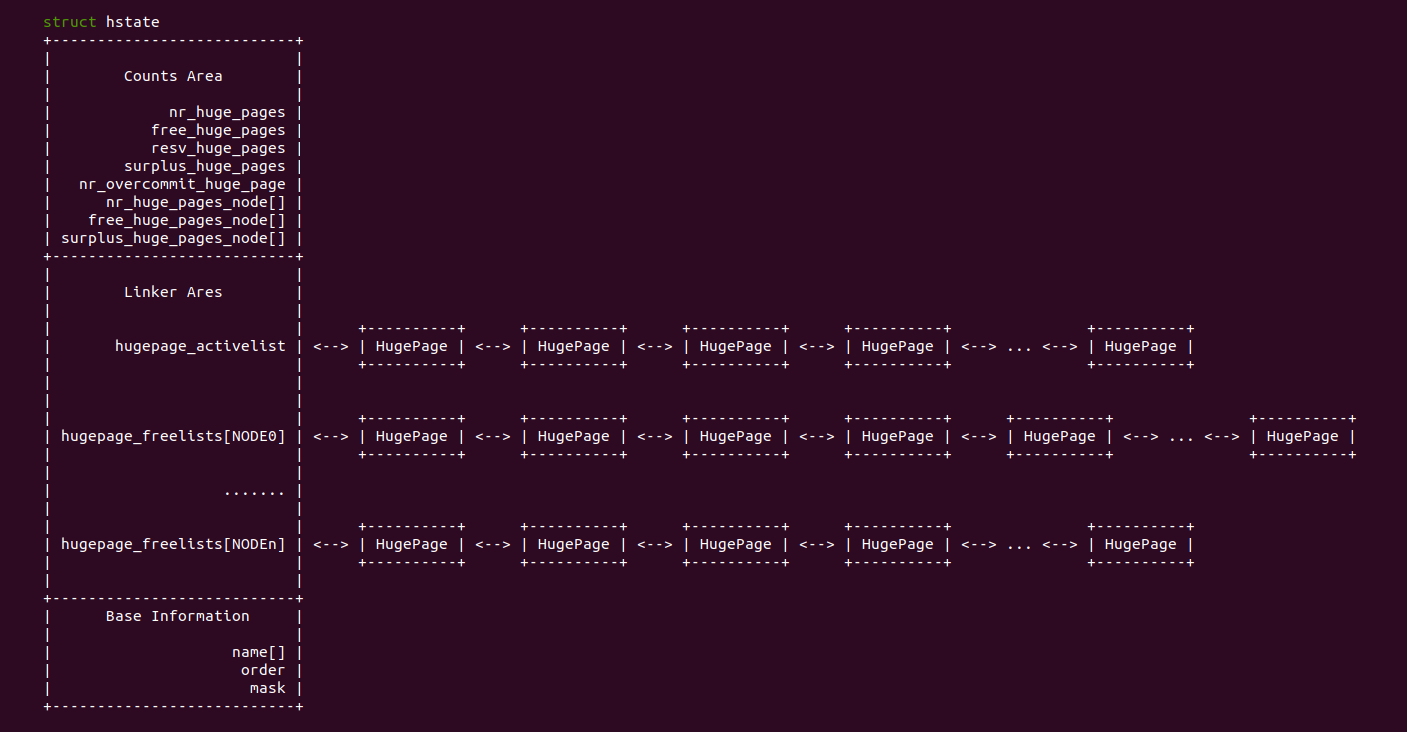 struct hstate
Counts Area
nr_huge_pages
free_huge_pages
resv_huge_pages
surplus_huge_pages
nr_overcommit_huge_page
nr_huge_pages_node[]
free_huge_pages_node[]
surplus_huge_pages_node[]
Linker Ares
hugepage_activelist | <--> | HugePage | <--> | HugePage | <--> | HugePage | <--> | HugePage | <--> ... <--> | HugePage |
hugepage_freelists[NODE0] | <--> | HugePage | <--> | HugePage | <--> | HugePage | <--> | HugePage | <--> | HugePage | <--> ... <--> | HugePage |
.......
hugepage_freelists[NODEn] | <--> | HugePage | <--> | HugePage | <--> | HugePage | <--> | HugePage | <--> ... <--> | HugePage |
Base Information
name[]
order
mask